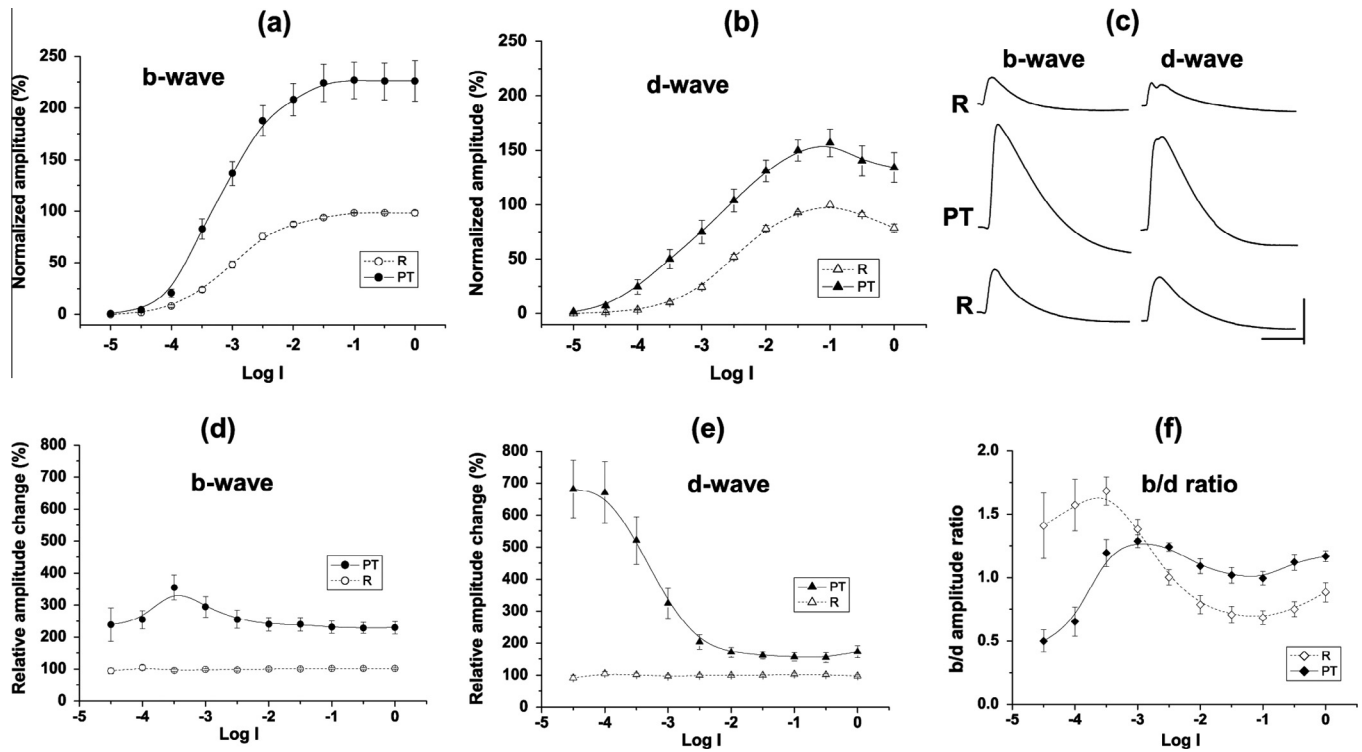 (a)
b-wave
Normalized amplitude (%)
250
200
150
100
50
0
R
PT
-5 -4 -3 -2 -1 0
Log I
(b)
d-wave
Normalized amplitude (%)
250
200
150
100
50
0
R
PT
-5 -4 -3 -2 -1 0
Log I
(c)
b-wave d-wave
R
PT
R
(d)
b-wave
Relative amplitude change (%)
800
700
600
500
400
300
200
100
0
PT
R
-5 -4 -3 -2 -1 0
Log I
(e)
d-wave
Relative amplitude change (%)
800
700
600
500
400
300
200
100
0
PT
R
-5 -4 -3 -2 -1 0
Log I
(f)
b/d ratio
b/d amplitude ratio
2.0
1.5
1.0
0.5
0.0
R
PT
-5 -4 -3 -2 -1 0
Log I